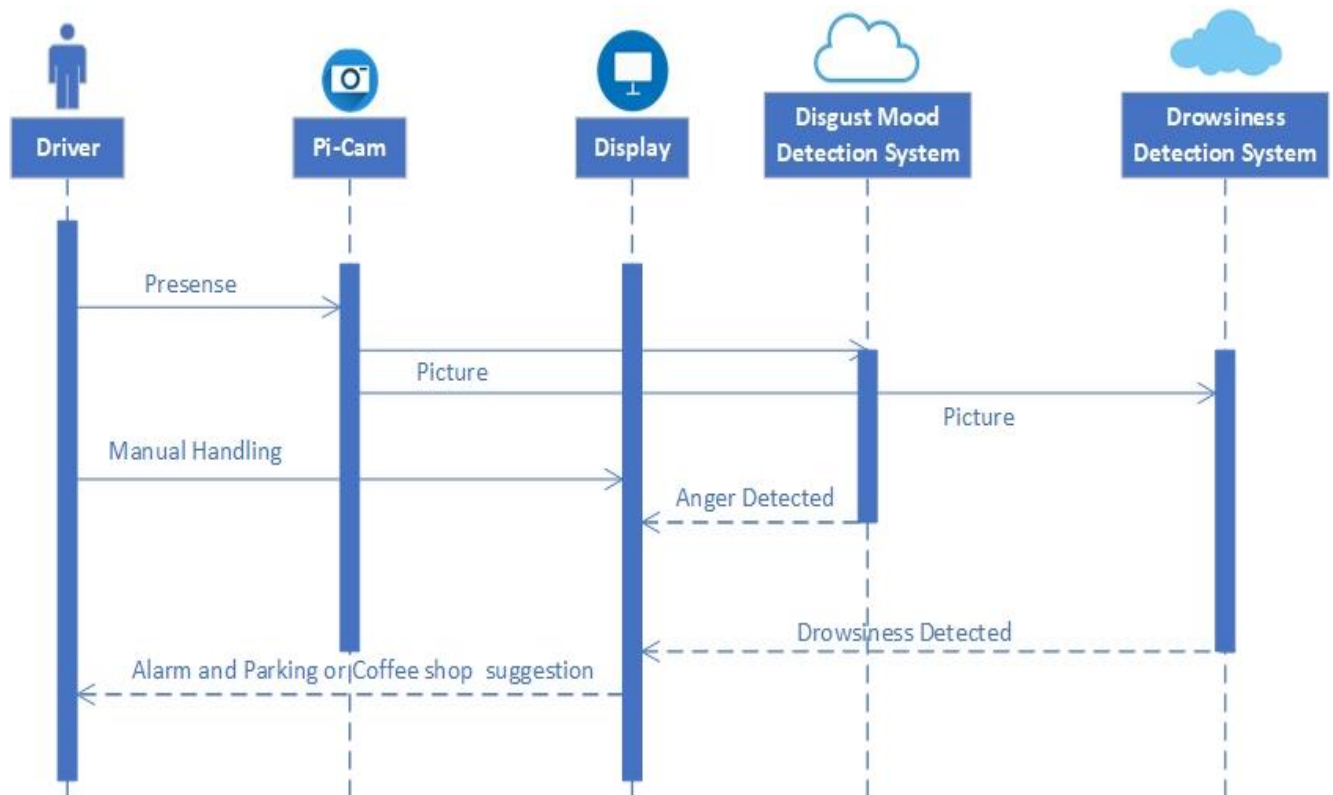 Driver
Pi-Cam
Display
Disgust Mood
Detection System
Drowsiness
Detection System
Presense
Picture
Picture
Manual Handling
Anger Detected
Drowsiness Detected
Alarm and Parking or Coffee shop suggestion